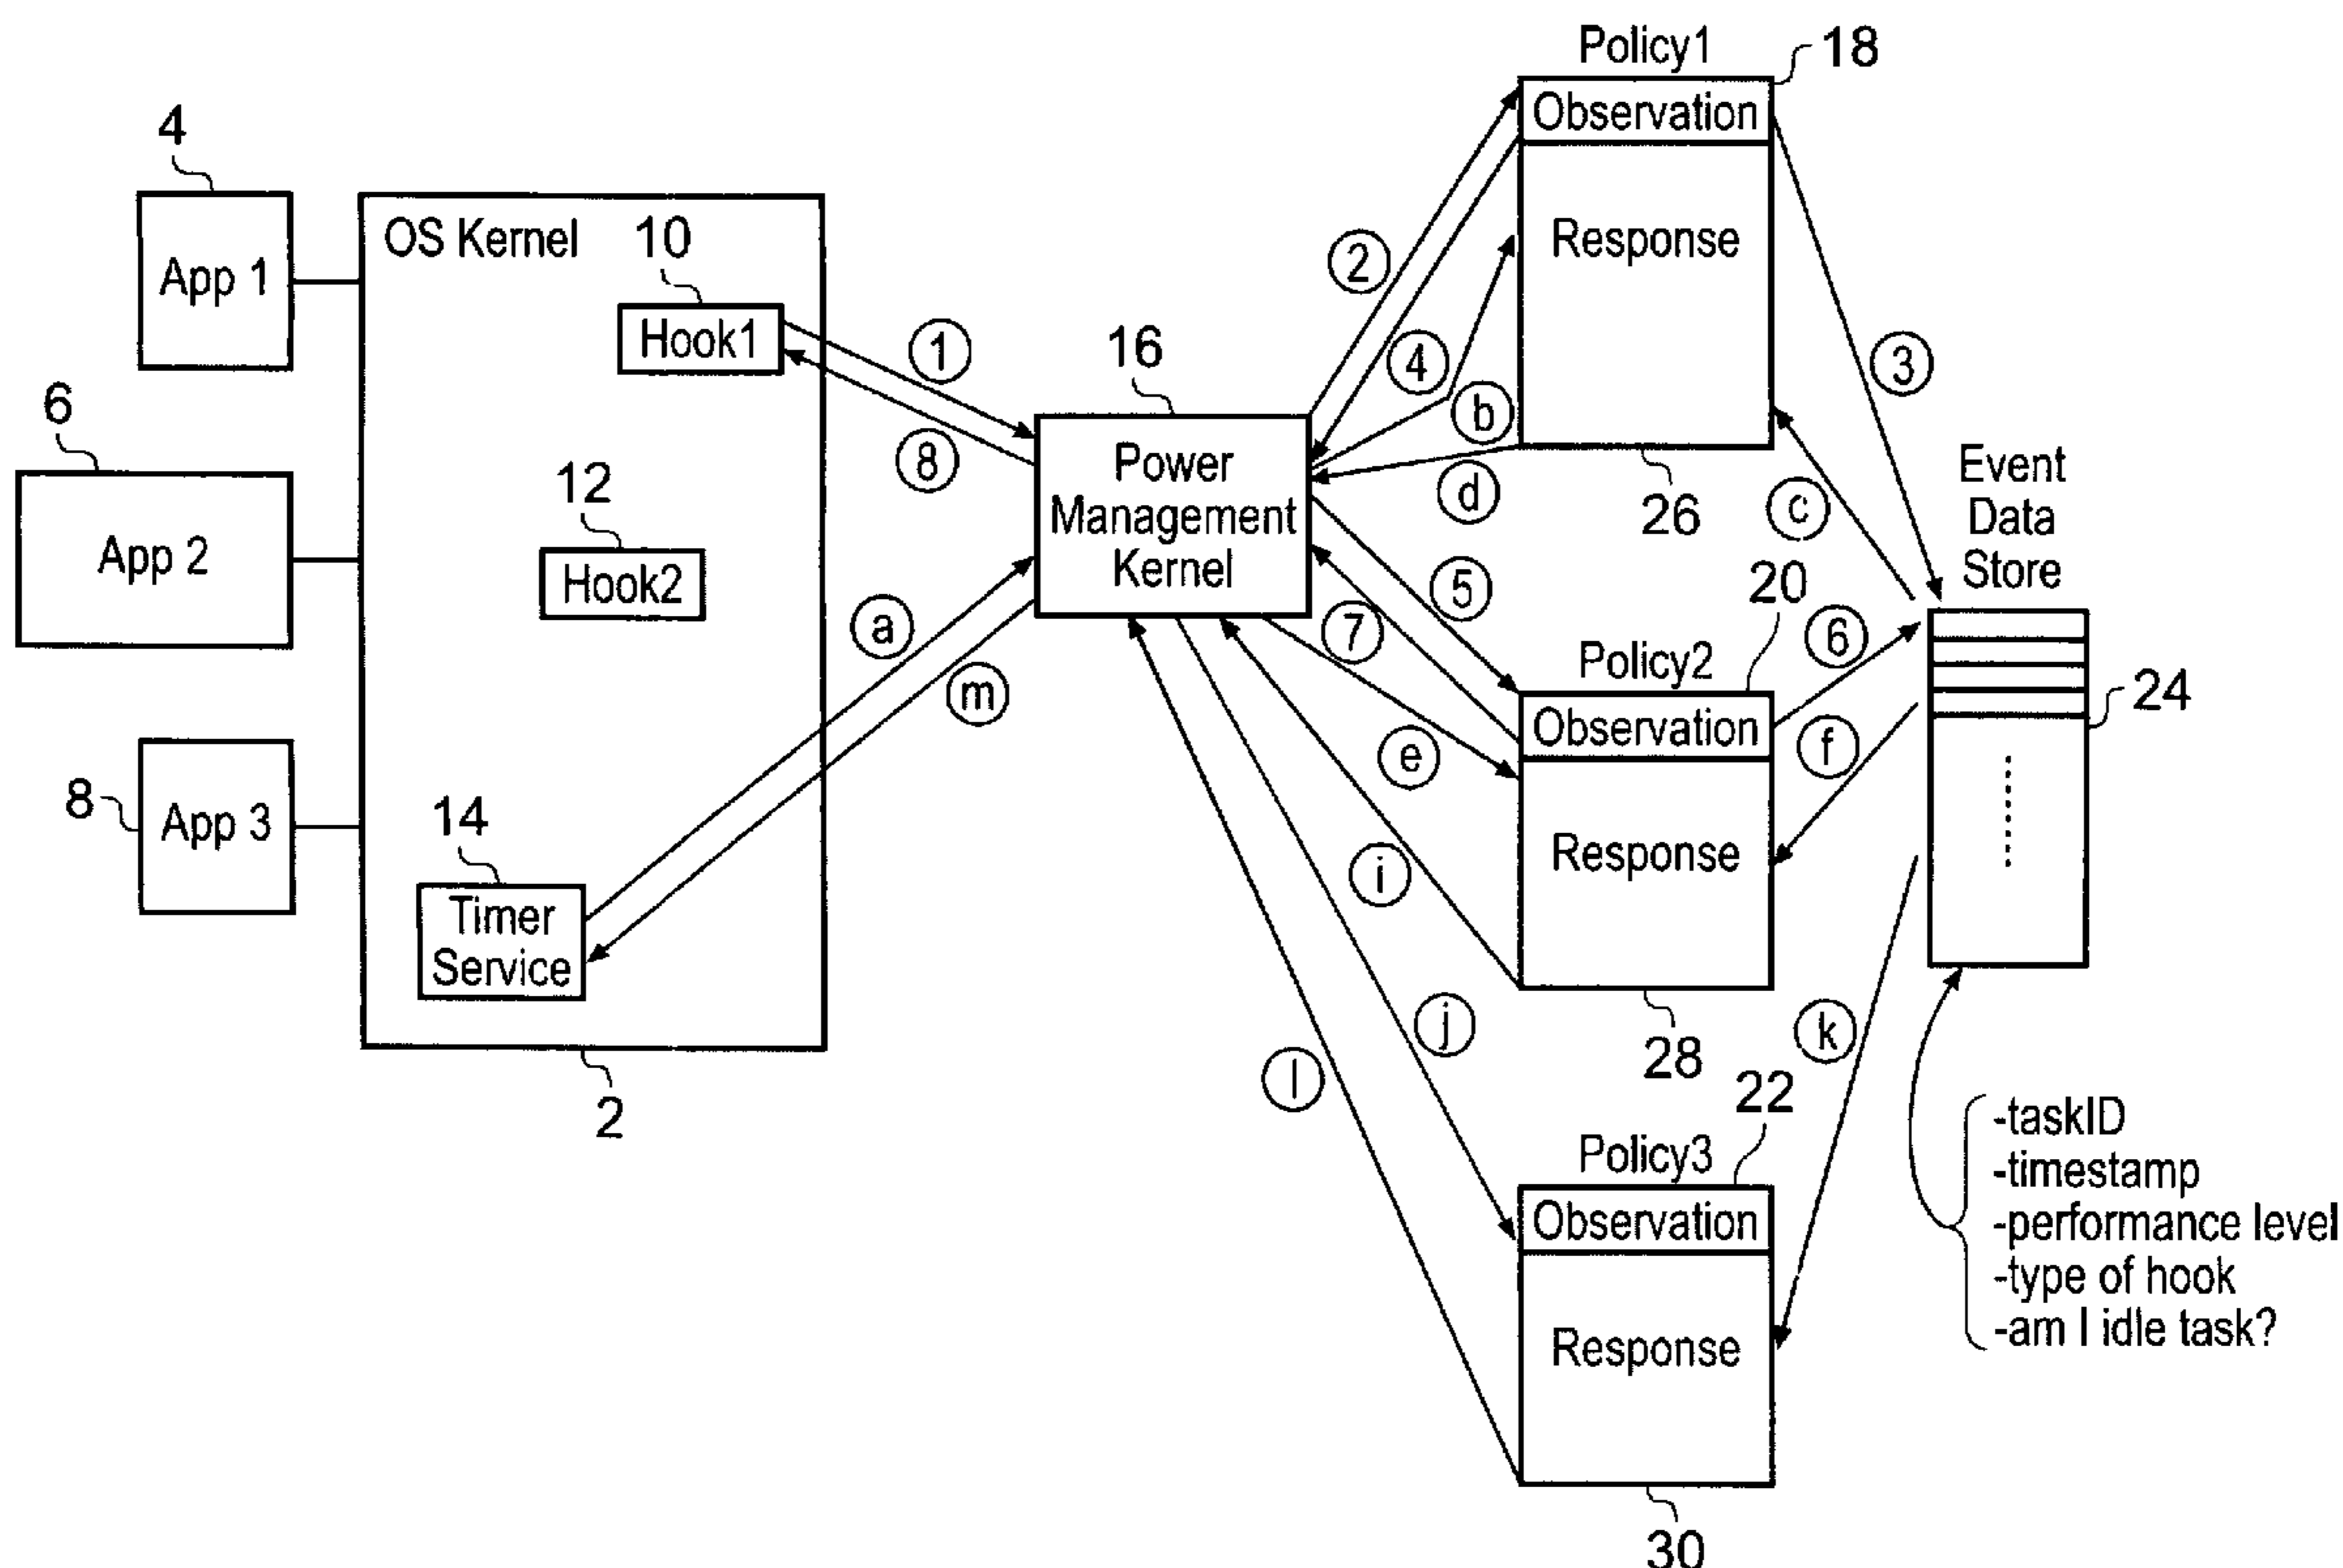 4
App 1
6
App 2
8
App 3
OS Kernel
10
Hook1
12
Hook2
14
Timer
Service
2
1
8
a
m
16
Power
Management
Kernel
2
4
b
d
5
7
e
i
j
l
Policy1
18
Observation
Response
26
3
c
Policy2
20
Observation
Response
28
6
f
k
Policy3
22
Observation
Response
30
Event
Data
Store
24
-taskID
-timestamp
-performance level
-type of hook
-am I idle task?